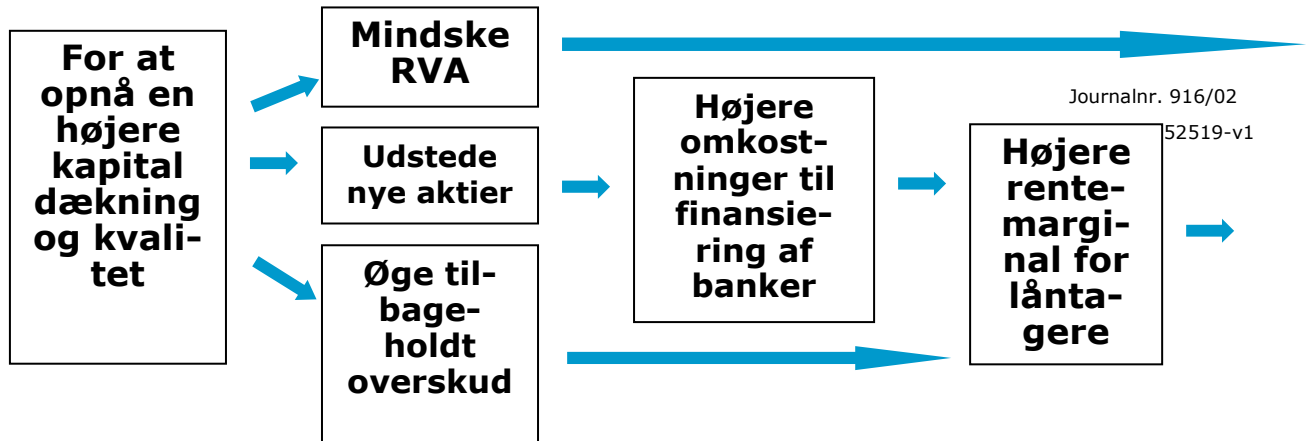 For at
opnå en
højere
kapital
dækning
og kvali-
tet
Mindske
RVA
Udstede
nye aktier
Øge til-
bage-
holdt
overskud
Højere
omkost-
ninger til
finansie-
ring af
banker
Journalnr. 916/02
52519-v1
Højere
rente-
margi-
nal for
lånta-
gere